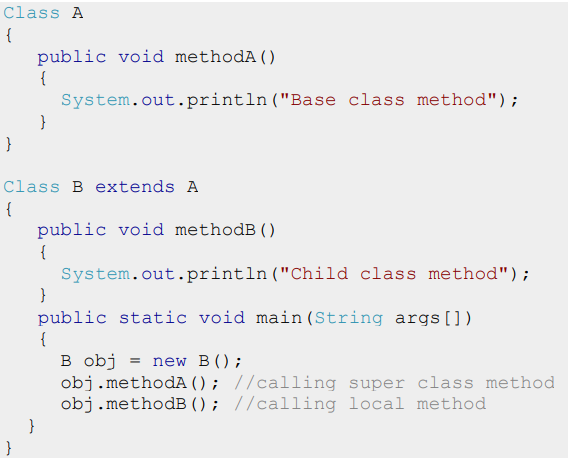 Class A
{
   public void methodA()
   {
     System.out.println("Base class method");
   }
}

Class B extends A
{
   public void methodB()
   {
     System.out.println("Child class method");
   }
   public static void main(String args[])
   {
     B obj = new B();
     obj.methodA(); //calling super class method
     obj.methodB(); //calling local method
  }
}